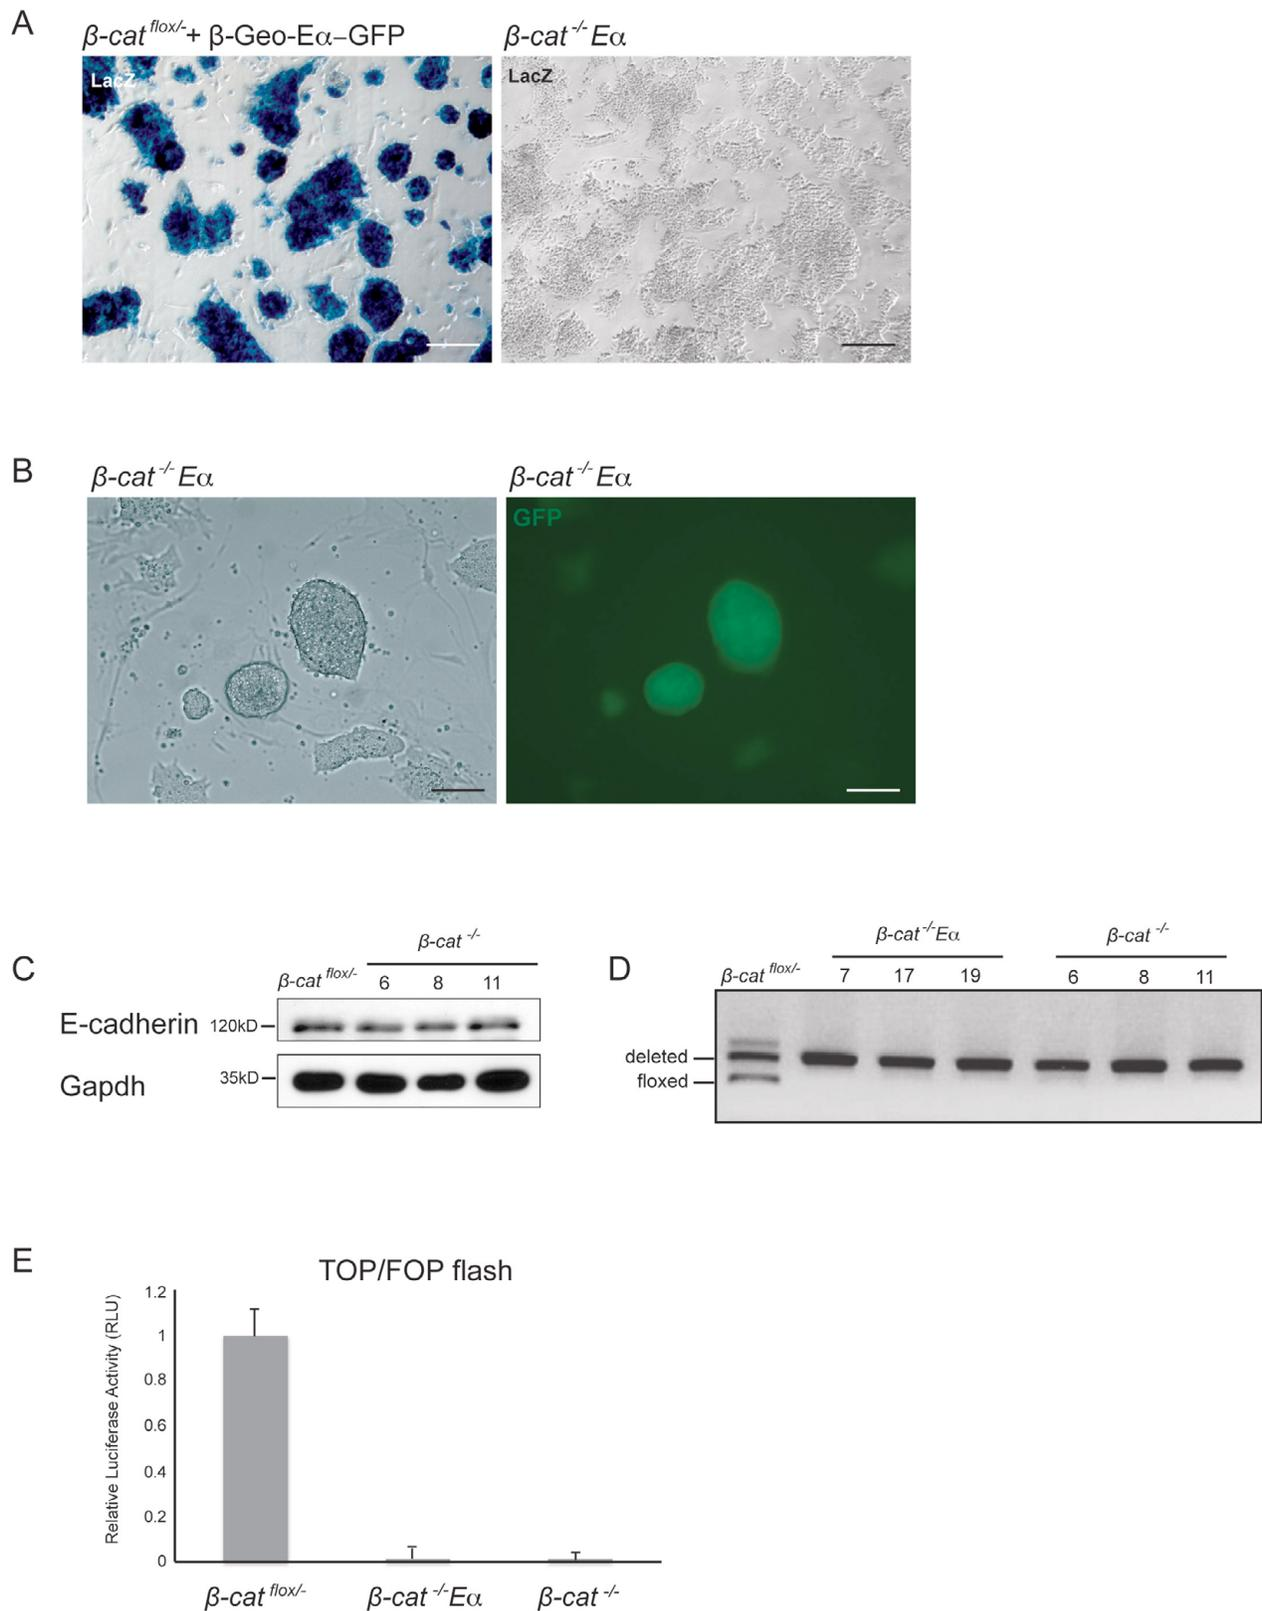 A
β-cat flox/- + β-Geo-Eα–GFP
β-cat -/- Eα
LacZ
LacZ
B
β-cat -/- Eα
β-cat -/- Eα
GFP
C
β-cat -/-
β-cat flox/-
6
8
11
E-cadherin
120kD
Gapdh
35kD
D
β-cat -/- Eα
β-cat -/-
β-cat flox/-
7
17
19
6
8
11
deleted
floxed
E
TOP/FOP flash
Relative Luciferase Activity (RLU)
1.2
1
0.8
0.6
0.4
0.2
0
β-cat flox/-
β-cat -/- Eα
β-cat -/-